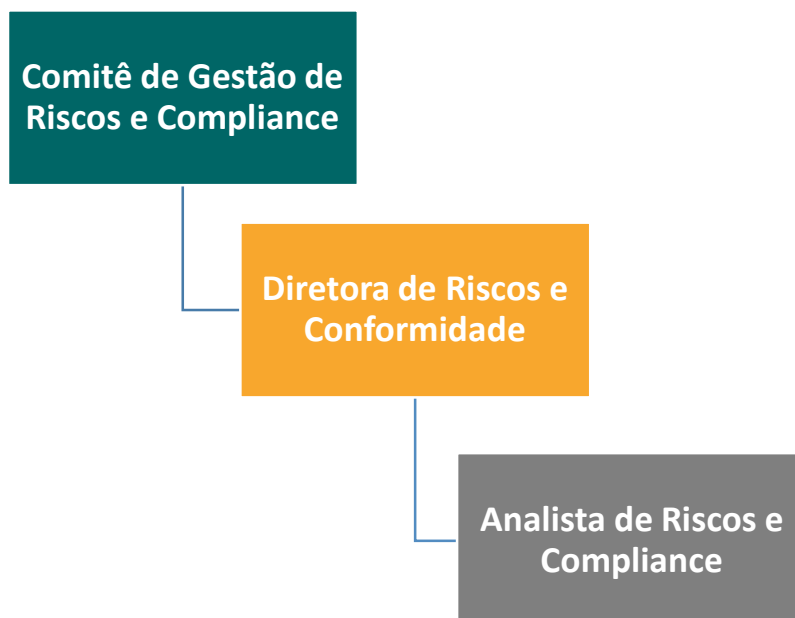 Comitê de Gestão de
Riscos e Compliance
Diretora de Riscos e
Conformidade
Analista de Riscos e
Compliance